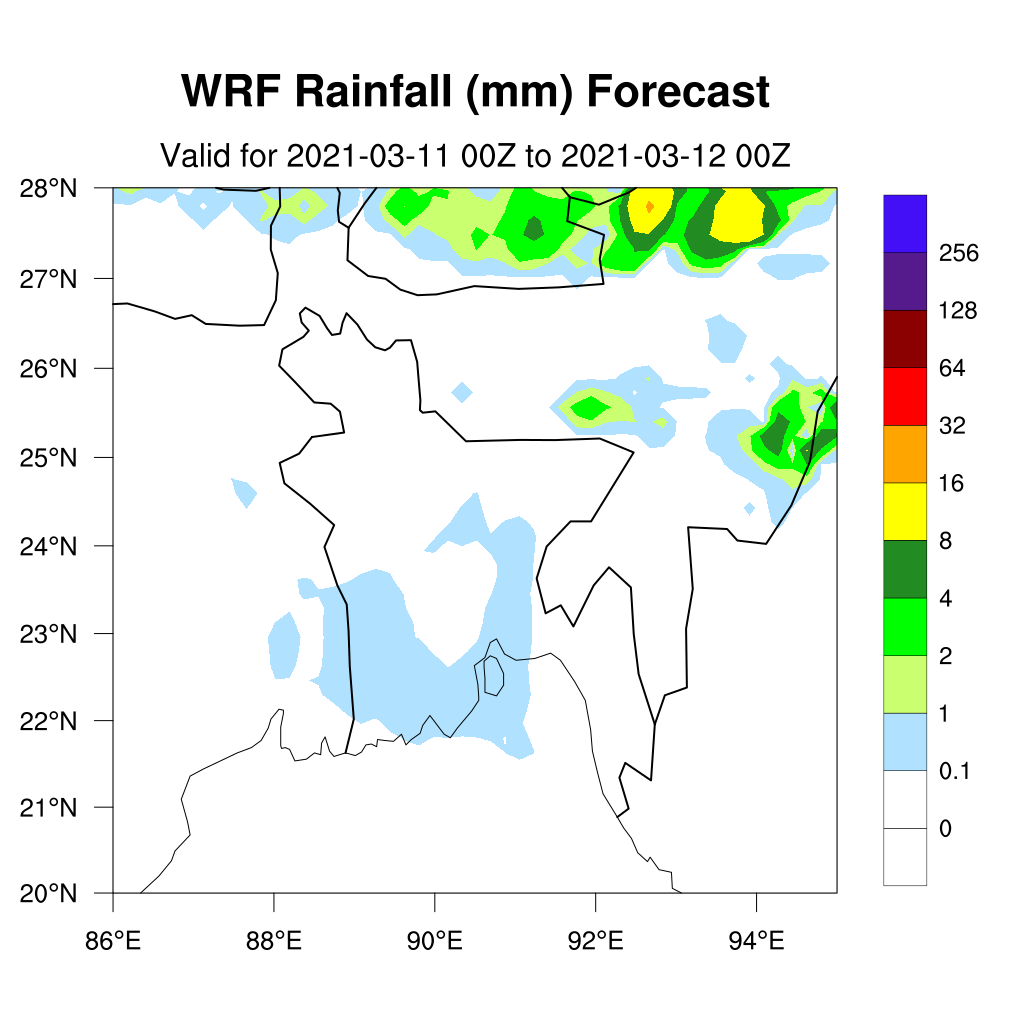 WRF Rainfall (mm) Forecast
Valid for 2021-03-11 00Z to 2021-03-12 00Z
28°N
27°N
26°N
25°N
24°N
23°N
22°N
21°N
20°N
86°E 88°E 90°E 92°E 94°E
256
128
64
32
16
8
4
2
1
0.1
0